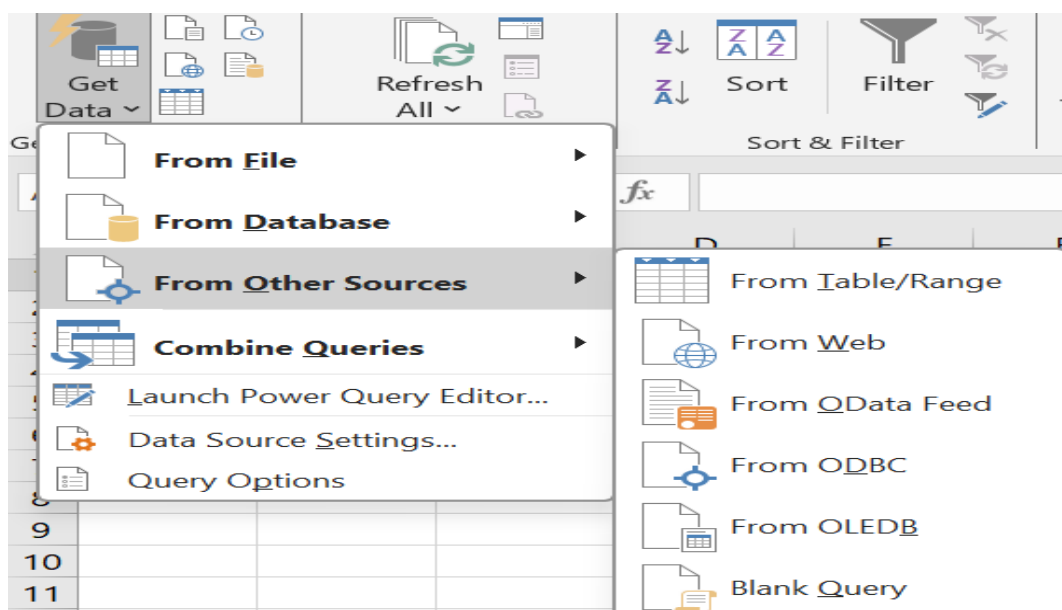 Get
Data
Refresh
All
Sort
Filter
Sort & Filter
From File
From Database
From Other Sources
Combine Queries
Launch Power Query Editor...
Data Source Settings...
Query Options
fx
From Table/Range
From Web
From OData Feed
From ODBC
From OLEDB
Blank Query
8
9
10
11